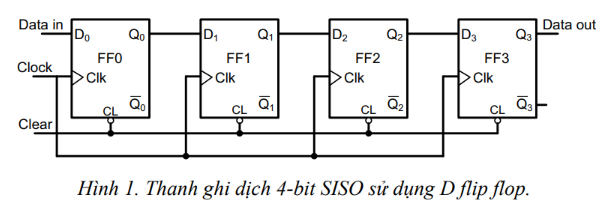 Data in
D0 Q0
D1 Q1
D2 Q2
D3 Q3
Data out
FF0
FF1
FF2
FF3
Clock
Clk
Clk
Clk
Clk
CL
Q̅0
CL
Q̅1
CL
Q̅2
CL
Q̅3
Clear
Hình 1. Thanh ghi dịch 4-bit SISO sử dụng D flip flop.